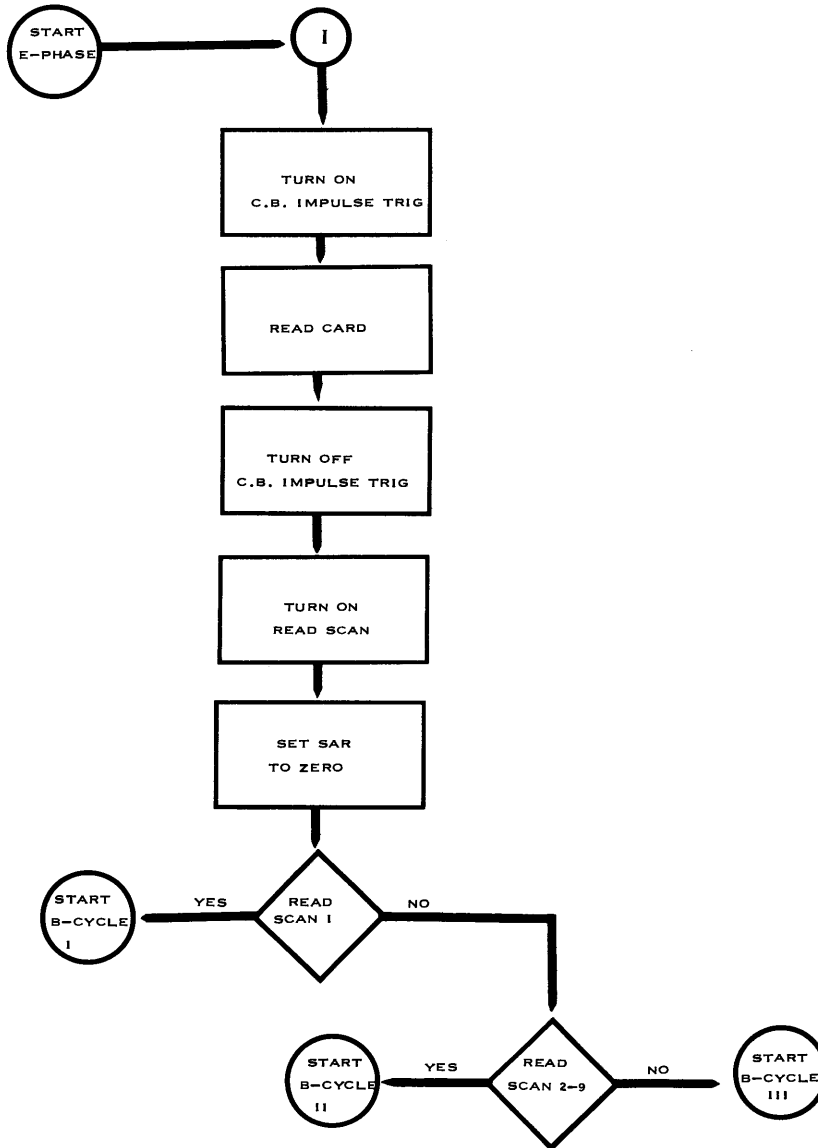 START
E-PHASE
I
TURN ON
C.B. IMPULSE TRIG
READ CARD
TURN OFF
C.B. IMPULSE TRIG
TURN ON
READ SCAN
SET SAR
TO ZERO
READ
SCAN I
YES
NO
START
B-CYCLE
I
READ
SCAN 2-9
YES
NO
START
B-CYCLE
II
START
B-CYCLE
III